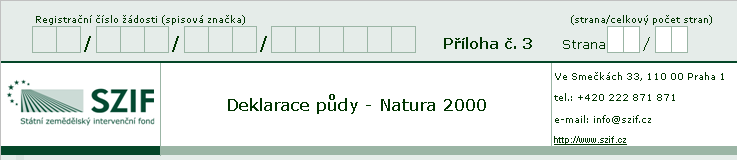 Registrační číslo žádosti (spisová značka)
(strana/celkový počet stran)
/ / /
Příloha č. 3
Strana /
SZIF
Státní zemědělský intervenční fond
Deklarace půdy - Natura 2000
Ve Smečkách 33, 110 00 Praha 1
tel.: +420 222 871 871
e-mail: info@szif.cz
http://www.szif.cz